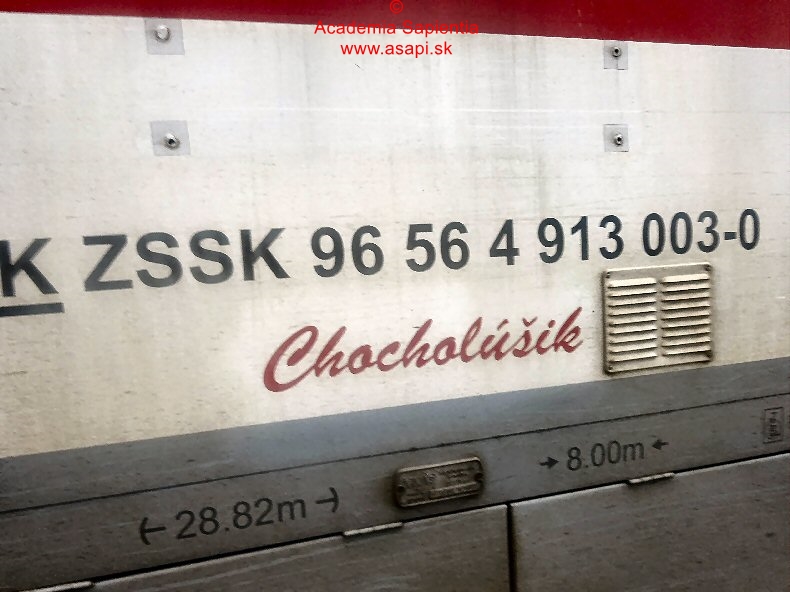 ©
Academia Sapientia
www.asapi.sk
K ZSSK 96 56 4 913 003-0
Chocholúšik
28.82m
8.00m